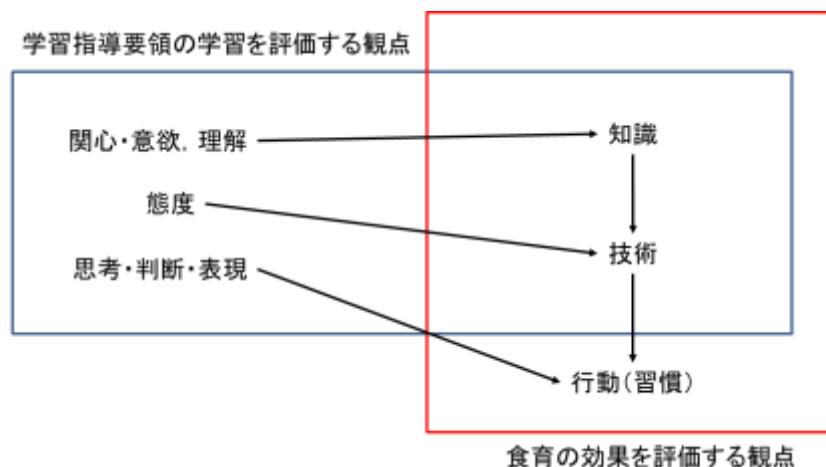 学習指導要領の学習を評価する観点
関心・意欲，理解
知識
態度
技術
思考・判断・表現
行動(習慣)
食育の効果を評価する観点